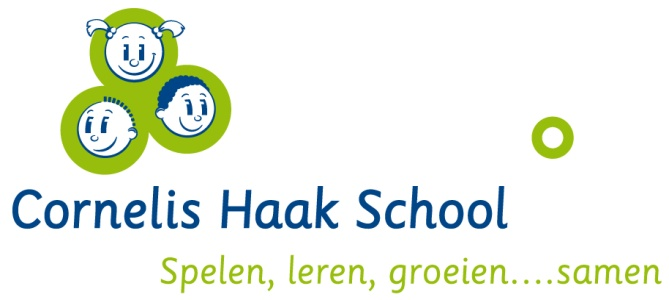 Cornelis Haak School
Spelen, leren, groeien....samen